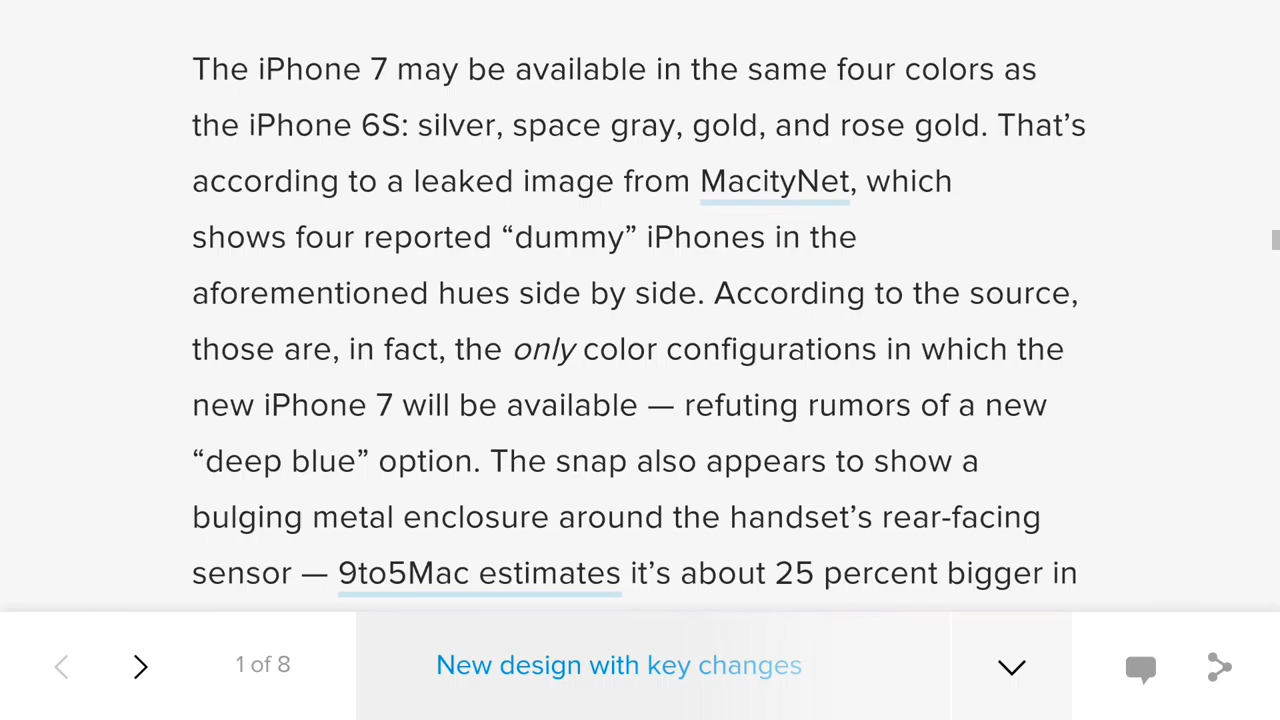 The iPhone 7 may be available in the same four colors as
the iPhone 6S: silver, space gray, gold, and rose gold. That’s
according to a leaked image from MacityNet, which
shows four reported “dummy” iPhones in the
aforementioned hues side by side. According to the source,
those are, in fact, the only color configurations in which the
new iPhone 7 will be available — refuting rumors of a new
“deep blue” option. The snap also appears to show a
bulging metal enclosure around the handset’s rear-facing
sensor — 9to5Mac estimates it’s about 25 percent bigger in
1 of 8
New design with key changes